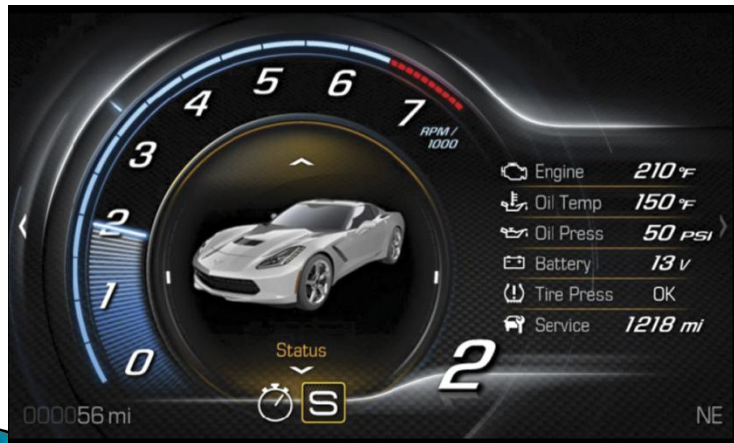 0
1
2
3
4
5
6
7
RPM /
1000
Status
S
2
Engine 210 °F
Oil Temp 150 °F
Oil Press 50 PSI
Battery 13 V
Tire Press OK
Service 1218 mi
000056 mi
NE